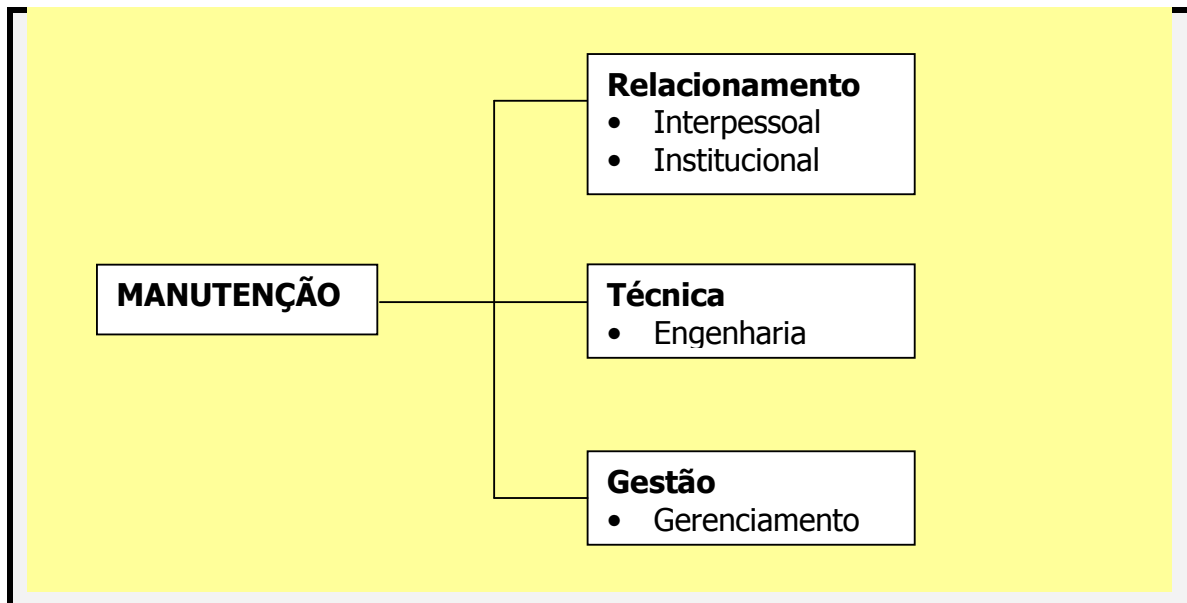 Relacionamento
• Interpessoal
• Institucional
MANUTENÇÃO
Técnica
• Engenharia
Gestão
• Gerenciamento